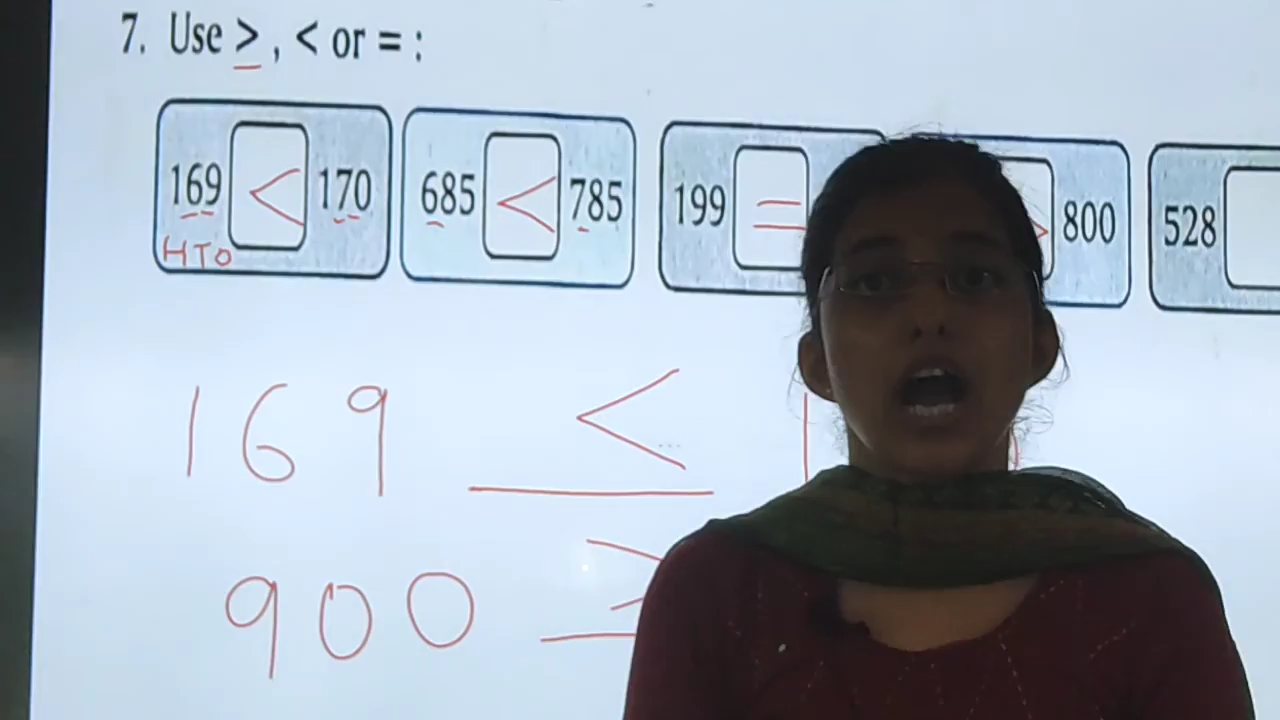 7. Use > , < or = :
169 < 170 685 < 785 199 = > 800 528
HTO
169 <
900 >